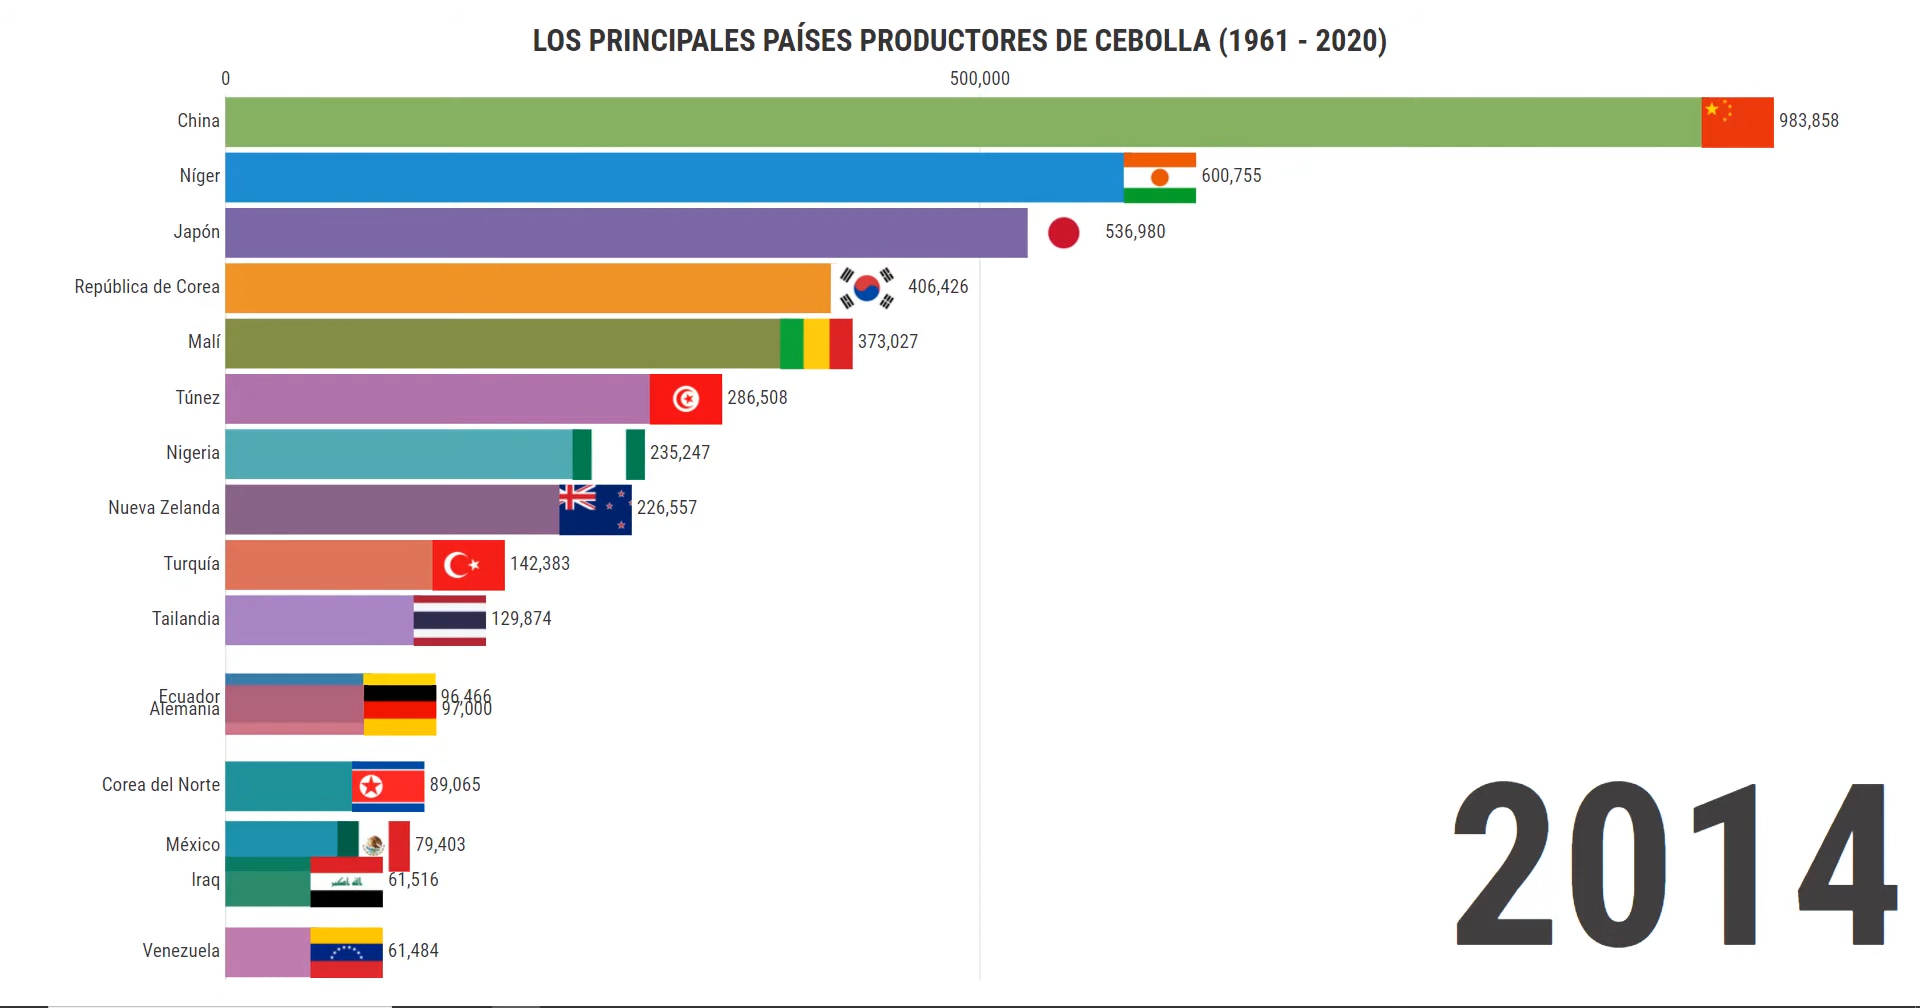 LOS PRINCIPALES PAÍSES PRODUCTORES DE CEBOLLA (1961 - 2020)
0 500,000
China 983,858
Níger 600,755
Japón 536,980
República de Corea 406,426
Malí 373,027
Túnez 286,508
Nigeria 235,247
Nueva Zelanda 226,557
Turquía 142,383
Tailandia 129,874
Ecuador 96,466
Alemania 97,000
Corea del Norte 89,065
México 79,403
Iraq 61,516
Venezuela 61,484
2014